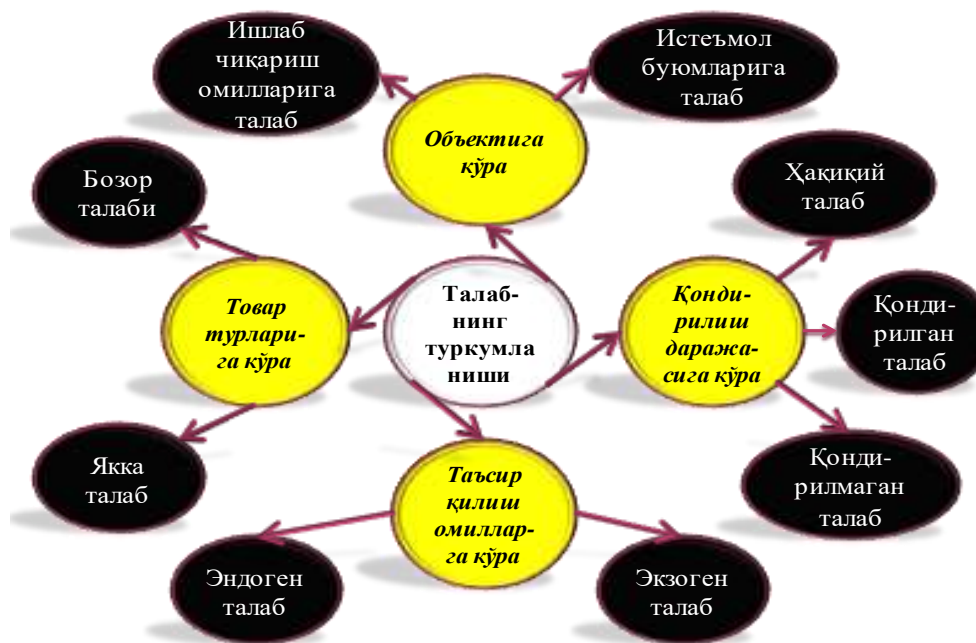 Ишлаб
чиқариш
омилларига
талаб
Истеъмол
буюмларига
талаб
Объектига
кўра
Бозор
талаби
Ҳақиқий
талаб
Товар
турлари-
га кўра
Талаб-
нинг
туркумла
ниши
Қонди-
рилиш
даража-
сига кўра
Қонди-
рилган
талаб
Якка
талаб
Таъсир
қилиш
омиллар-
га кўра
Қонди-
рилмаган
талаб
Эндоген
талаб
Экзоген
талаб